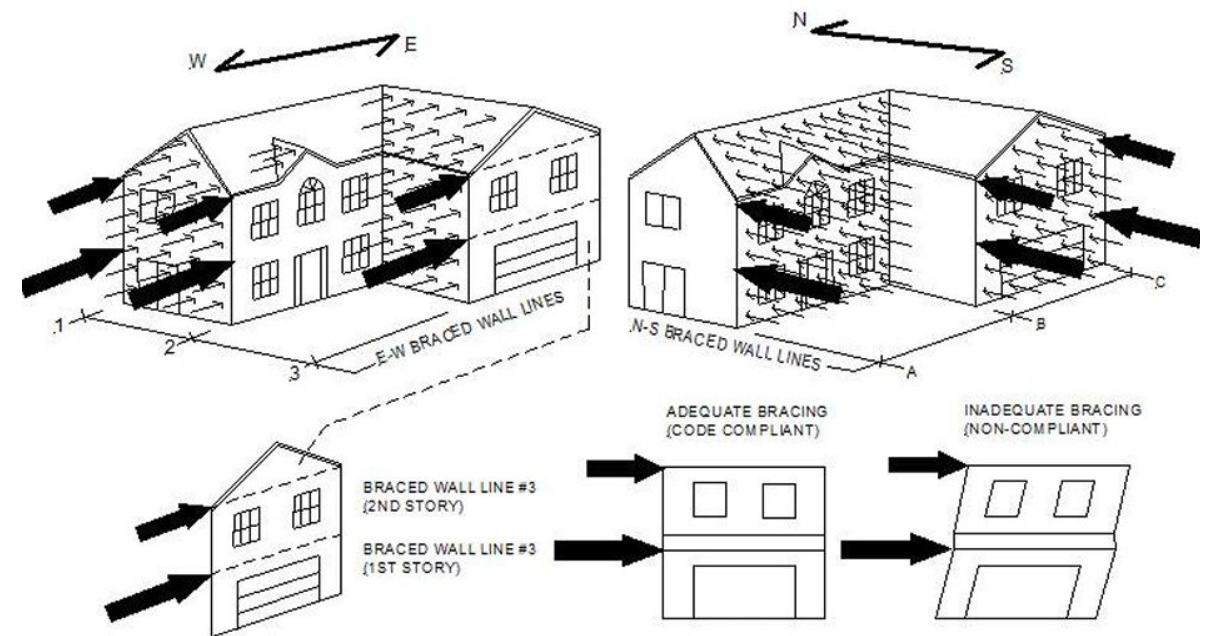 W
E
N
S
1
2
3
E-W BRACED WALL LINES
N-S BRACED WALL LINES
A
B
C
BRACED WALL LINE #3
(2ND STORY)
BRACED WALL LINE #3
(1ST STORY)
ADEQUATE BRACING
(CODE COMPLIANT)
INADEQUATE BRACING
(NON-COMPLIANT)